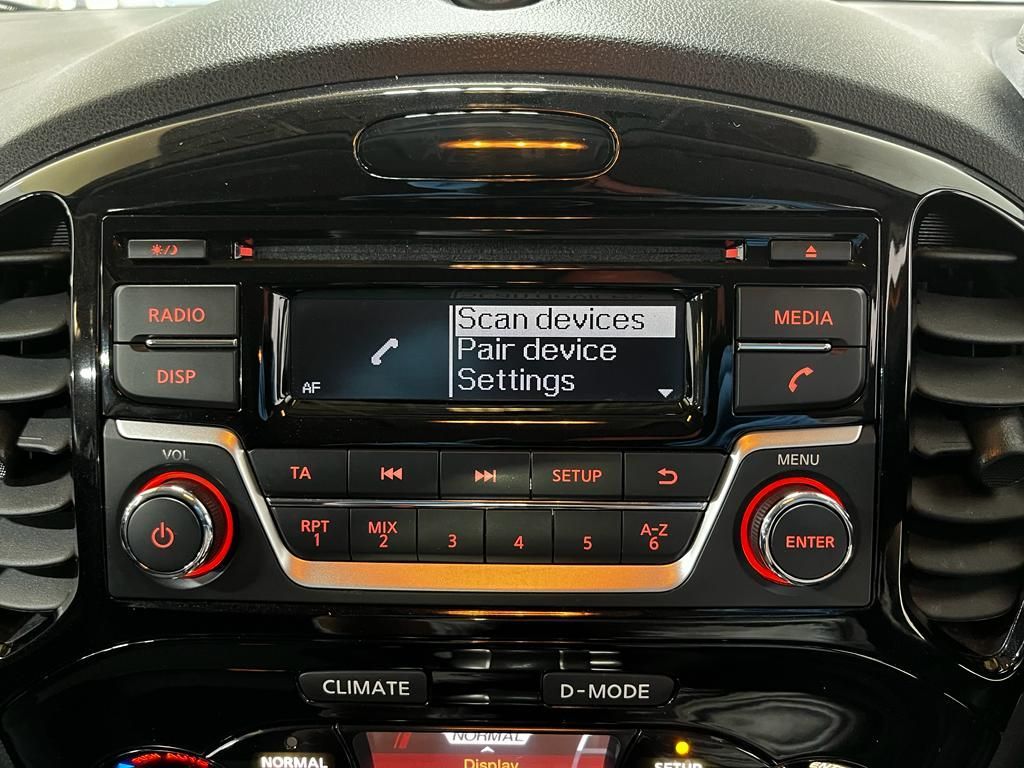 RADIO
DISP
AF
Scan devices
Pair device
Settings
MEDIA
VOL
MENU
TA
SETUP
RPT
1
MIX
2
3
4
5
A-Z
6
ENTER
CLIMATE
D-MODE
NORMAL
NORMAL
Display
SETUP